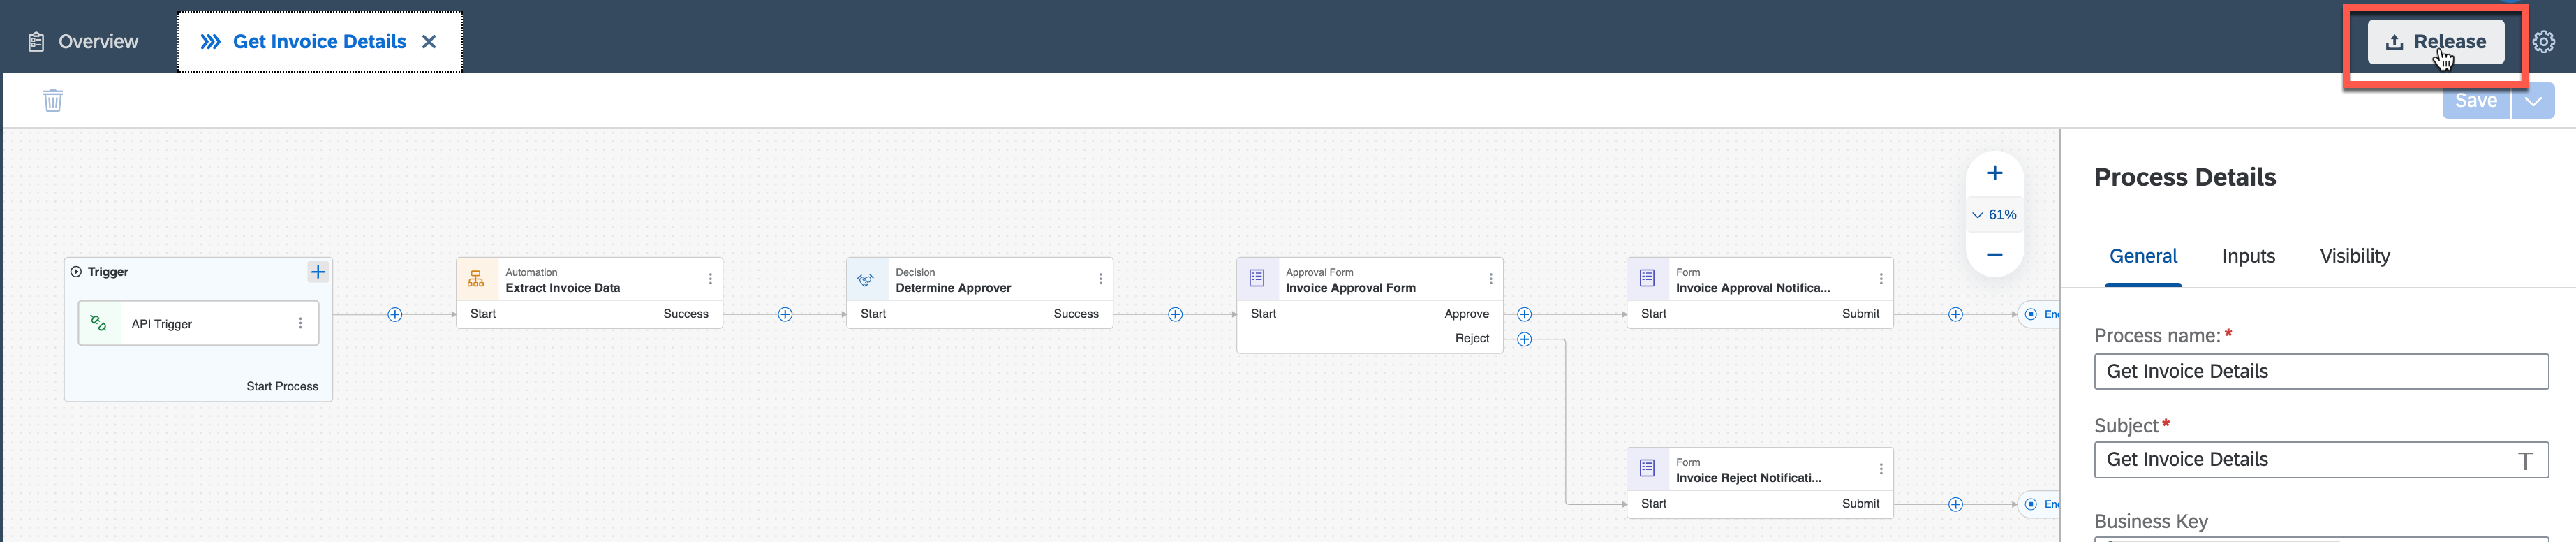 Overview
Get Invoice Details
Release
Save
61%
Trigger
API Trigger
Start Process
Automation
Extract Invoice Data
Start Success
Decision
Determine Approver
Start Success
Approval Form
Invoice Approval Form
Start Approve
Reject
Form
Invoice Approval Notifica...
Start Submit
Form
Invoice Reject Notificati...
Start Submit
Process Details
General Inputs Visibility
Process name:*
Get Invoice Details
Subject*
Get Invoice Details
T
Business Key